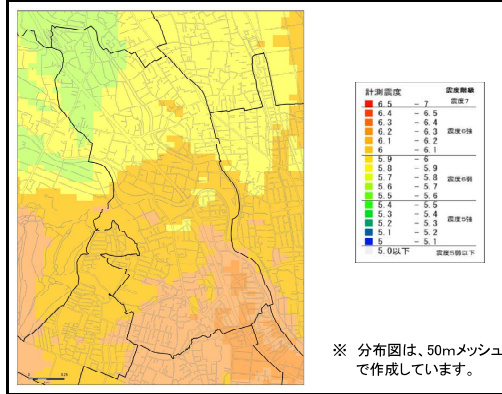 計測震度 震度階級
6.5 - 7 震度7
6.4 - 6.5
6.3 - 6.4
6.2 - 6.3 震度6強
6.1 - 6.2
6 - 6.1
5.9 - 6
5.8 - 5.9
5.7 - 5.8 震度6弱
5.6 - 5.7
5.5 - 5.6
5.4 - 5.5
5.3 - 5.4
5.2 - 5.3 震度5強
5.1 - 5.2
5 - 5.1
5.0以下 震度5弱以下
※ 分布図は、50mメッシュ
で作成しています。